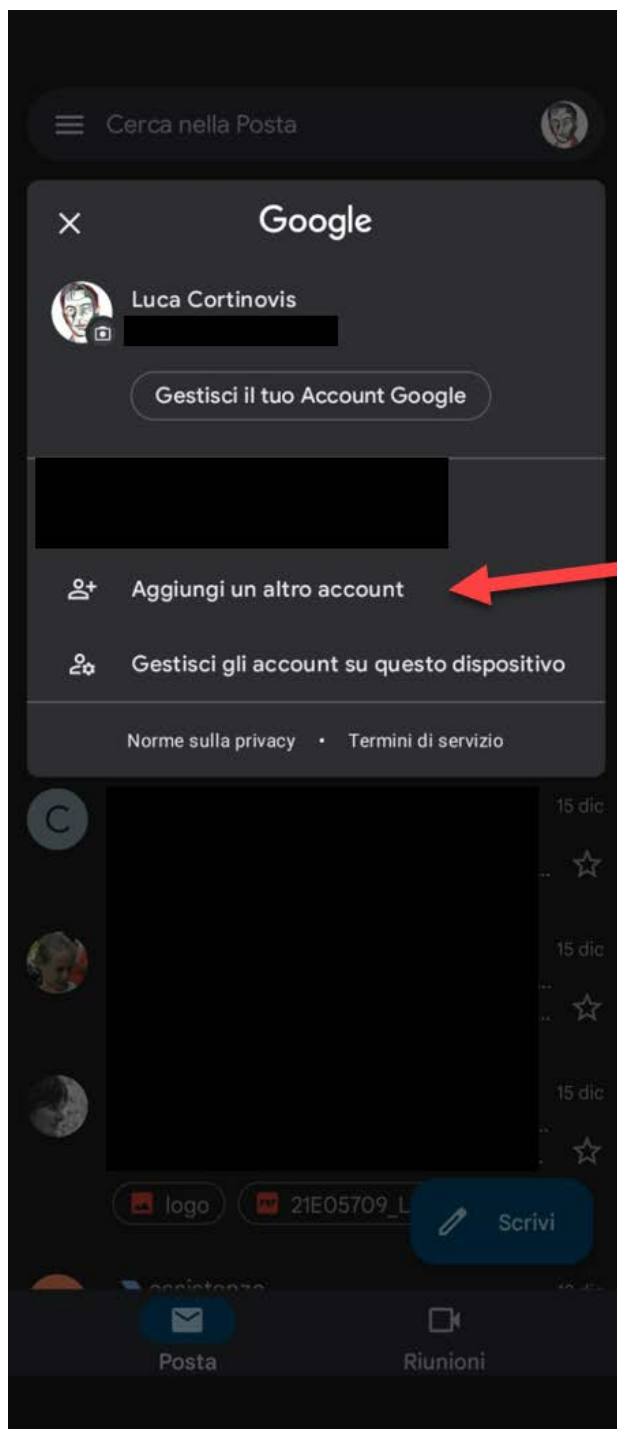 Cerca nella Posta
Google
Luca Cortinovis
Gestisci il tuo Account Google
Aggiungi un altro account
Gestisci gli account su questo dispositivo
Norme sulla privacy • Termini di servizio
C
15 dic
15 dic
15 dic
logo
PDF 21E05709_L
Scrivi
assistenza
Posta
Riunioni